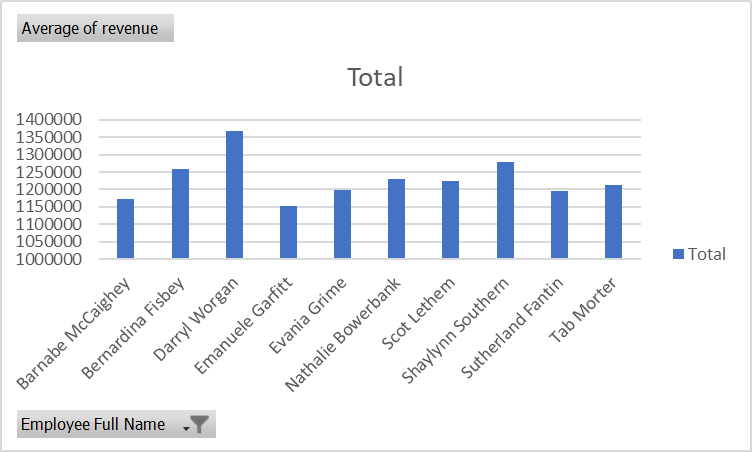 Average of revenue
Total
1400000
1350000
1300000
1250000
1200000
1150000
1100000
1050000
1000000
Total
Barnabe McCaighey
Bernardina Fisbey
Darryl Worgan
Emanuele Garfitt
Evania Grime
Nathalie Bowerbank
Scot Lethem
Shaylynn Southern
Sutherland Fantin
Tab Morter
Employee Full Name